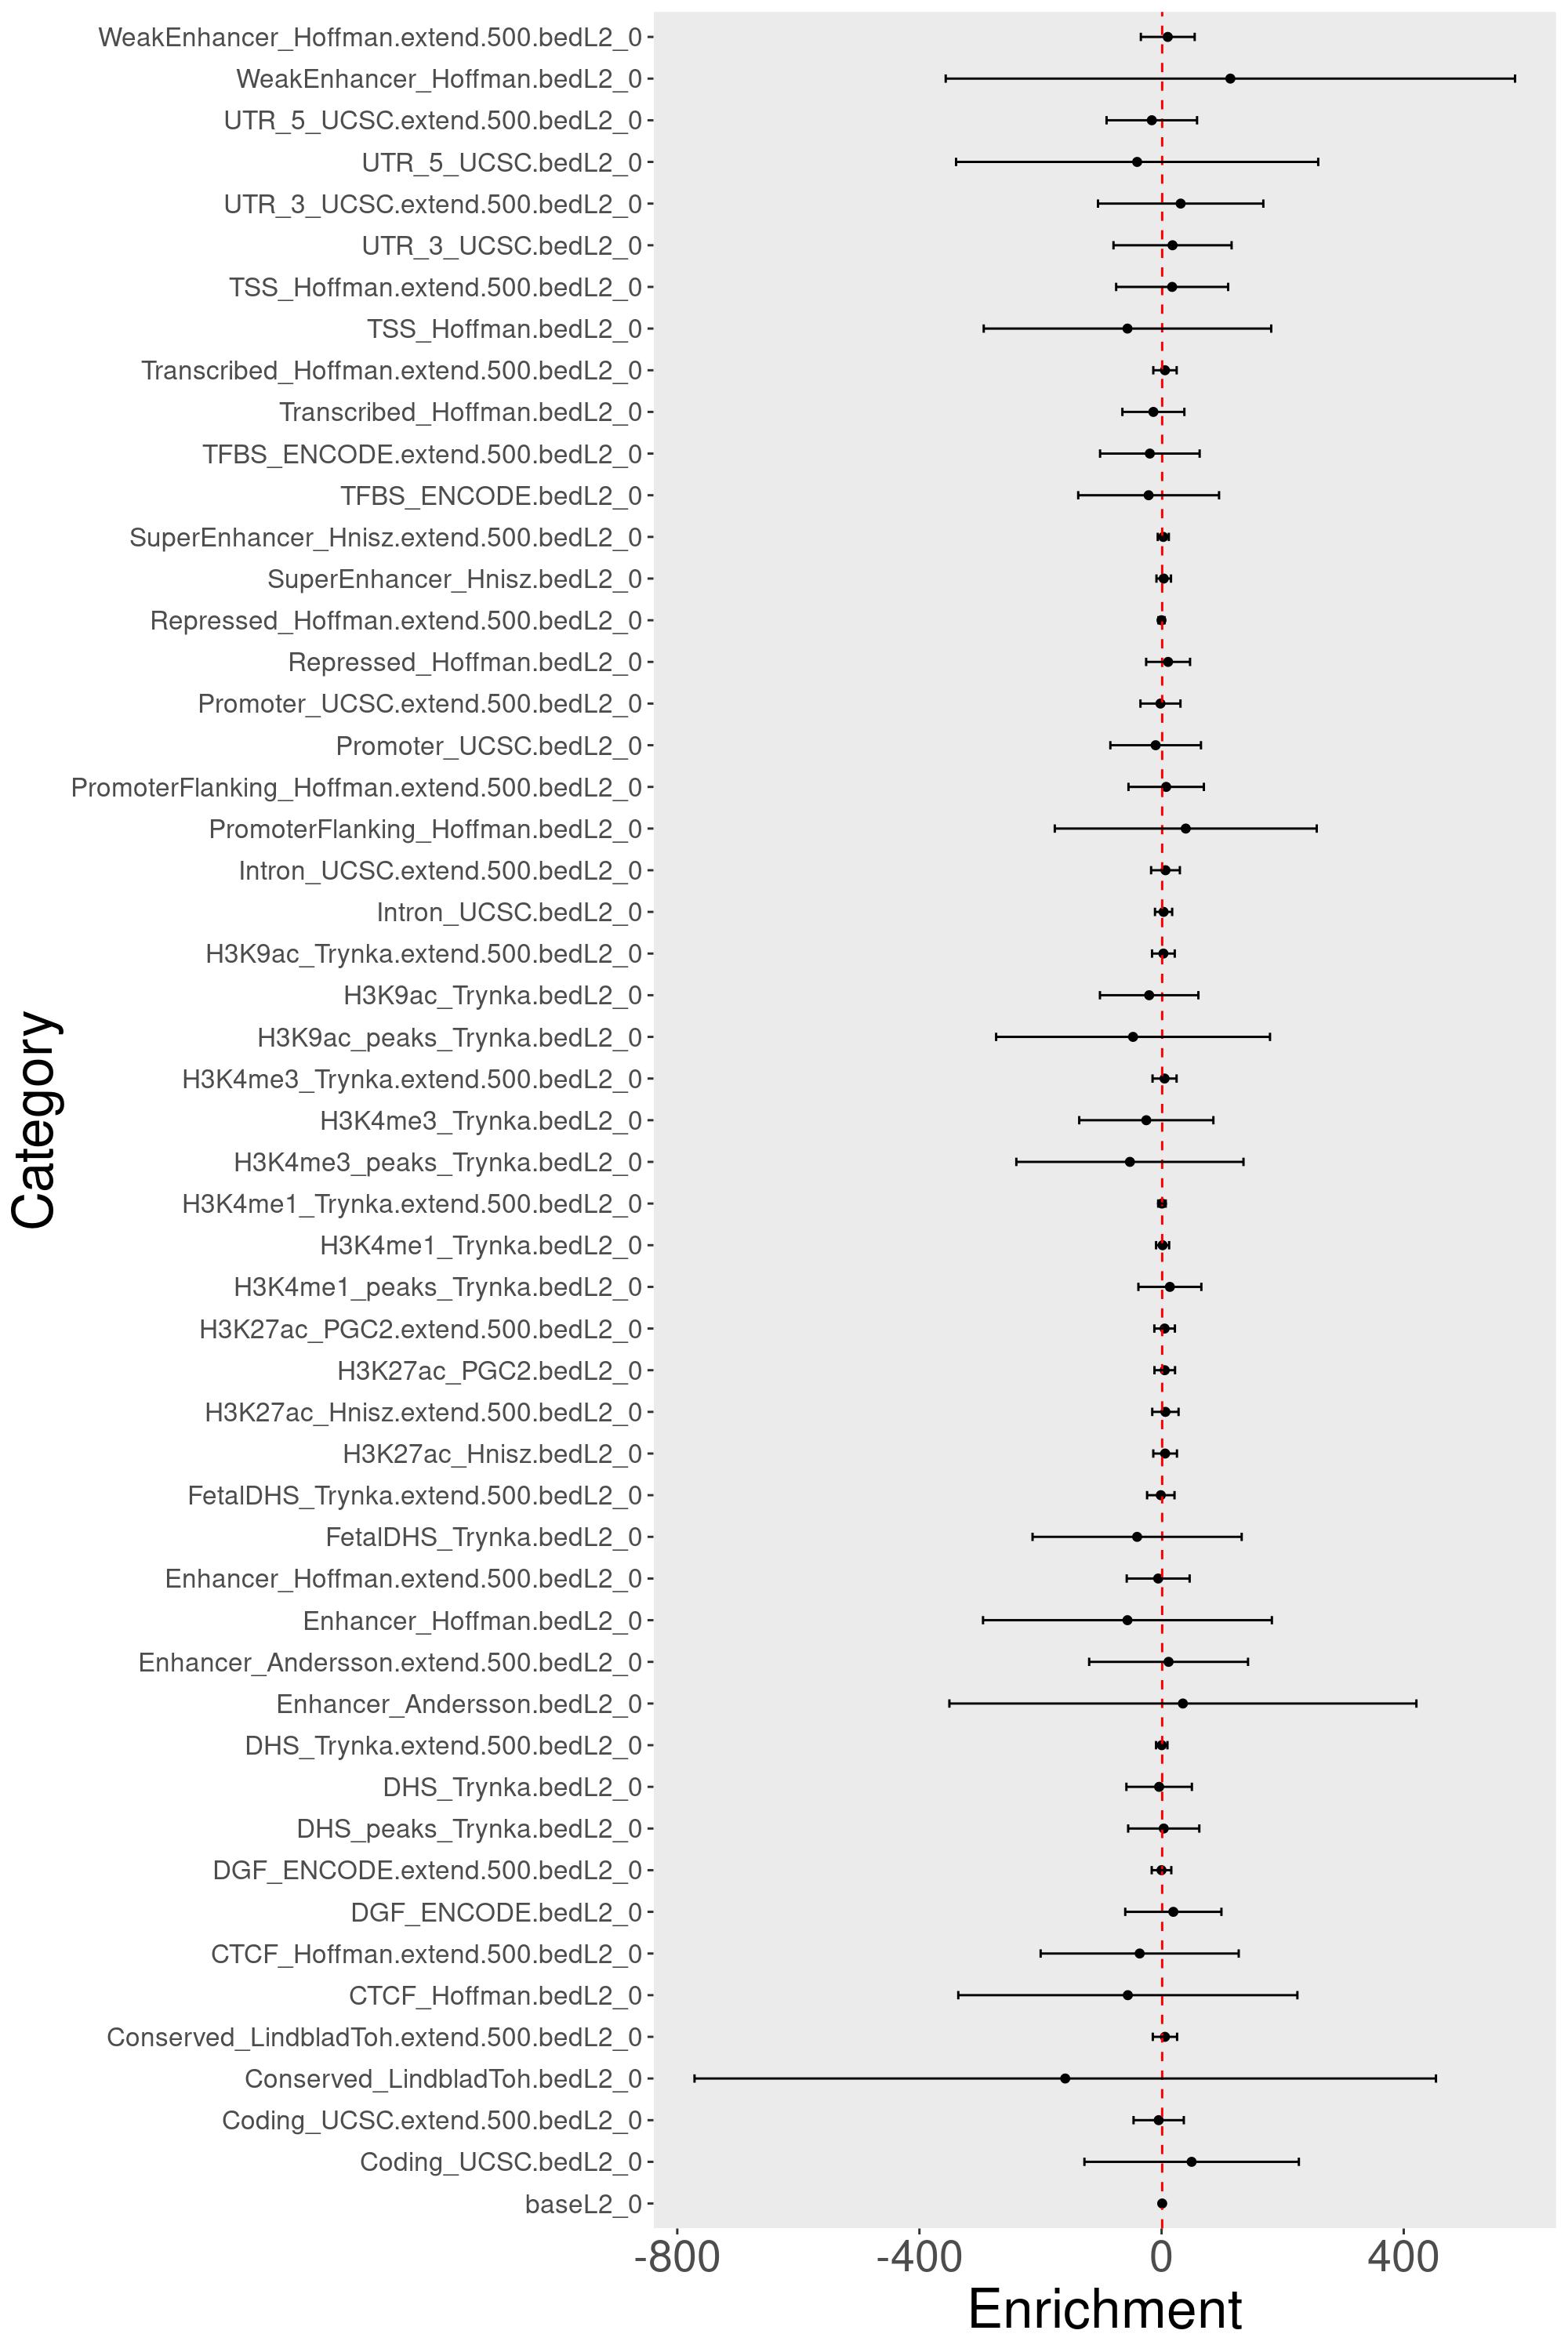 WeakEnhancer_Hoffman.extend.500.bedL2_0
WeakEnhancer_Hoffman.bedL2_0
UTR_5_UCSC.extend.500.bedL2_0
UTR_5_UCSC.bedL2_0
UTR_3_UCSC.extend.500.bedL2_0
UTR_3_UCSC.bedL2_0
TSS_Hoffman.extend.500.bedL2_0
TSS_Hoffman.bedL2_0
Transcribed_Hoffman.extend.500.bedL2_0
Transcribed_Hoffman.bedL2_0
TFBS_ENCODE.extend.500.bedL2_0
TFBS_ENCODE.bedL2_0
SuperEnhancer_Hnisz.extend.500.bedL2_0
SuperEnhancer_Hnisz.bedL2_0
Repressed_Hoffman.extend.500.bedL2_0
Repressed_Hoffman.bedL2_0
Promoter_UCSC.extend.500.bedL2_0
Promoter_UCSC.bedL2_0
PromoterFlanking_Hoffman.extend.500.bedL2_0
PromoterFlanking_Hoffman.bedL2_0
Intron_UCSC.extend.500.bedL2_0
Intron_UCSC.bedL2_0
H3K9ac_Trynka.extend.500.bedL2_0
H3K9ac_Trynka.bedL2_0
H3K9ac_peaks_Trynka.bedL2_0
H3K4me3_Trynka.extend.500.bedL2_0
H3K4me3_Trynka.bedL2_0
H3K4me3_peaks_Trynka.bedL2_0
H3K4me1_Trynka.extend.500.bedL2_0
H3K4me1_Trynka.bedL2_0
H3K4me1_peaks_Trynka.bedL2_0
H3K27ac_PGC2.extend.500.bedL2_0
H3K27ac_PGC2.bedL2_0
H3K27ac_Hnisz.extend.500.bedL2_0
H3K27ac_Hnisz.bedL2_0
FetalDHS_Trynka.extend.500.bedL2_0
FetalDHS_Trynka.bedL2_0
Enhancer_Hoffman.extend.500.bedL2_0
Enhancer_Hoffman.bedL2_0
Enhancer_Andersson.extend.500.bedL2_0
Enhancer_Andersson.bedL2_0
DHS_Trynka.extend.500.bedL2_0
DHS_Trynka.bedL2_0
DHS_peaks_Trynka.bedL2_0
DGF_ENCODE.extend.500.bedL2_0
DGF_ENCODE.bedL2_0
CTCF_Hoffman.extend.500.bedL2_0
CTCF_Hoffman.bedL2_0
Conserved_LindbladToh.extend.500.bedL2_0
Conserved_LindbladToh.bedL2_0
Coding_UCSC.extend.500.bedL2_0
Coding_UCSC.bedL2_0
baseL2_0
Category
-800 -400 0 400
Enrichment